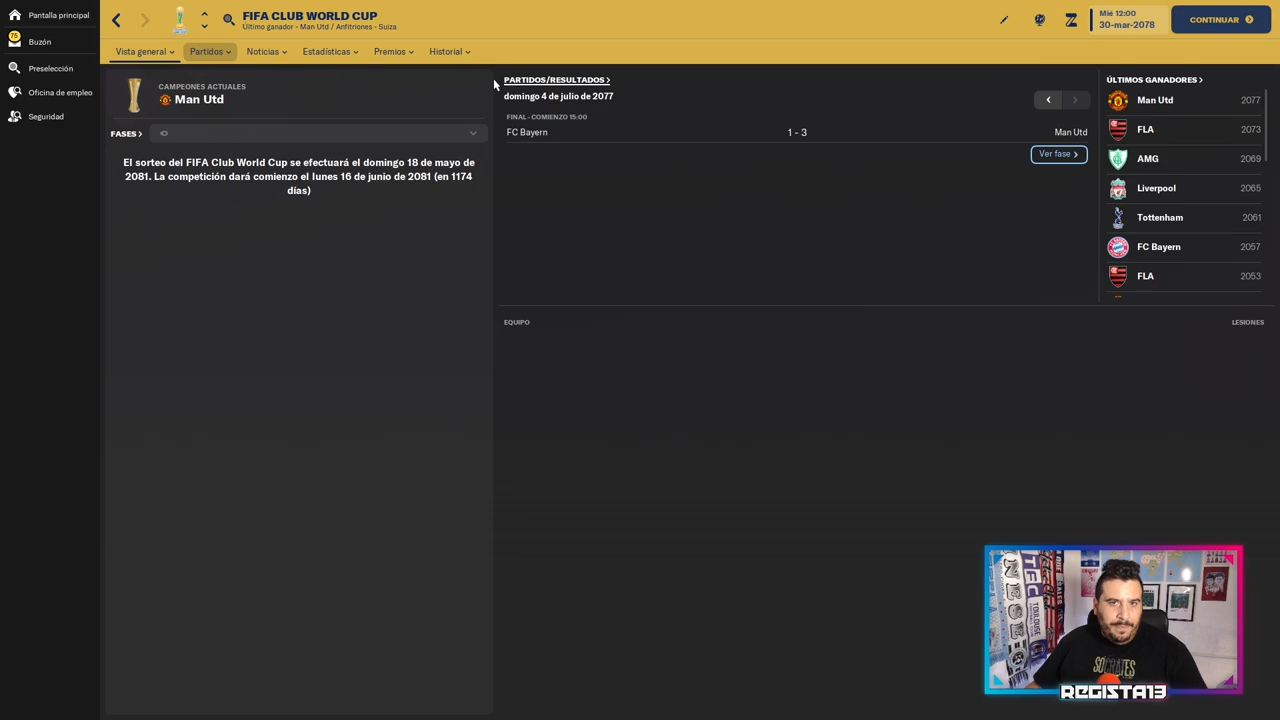 Pantalla principal
75
Buzón
Preselección
Oficina de empleo
Seguridad
FIFA CLUB WORLD CUP
Último ganador - Man Utd / Anfitriones - Suiza
Mié 12:00
30-mar-2078
CONTINUAR
Vista general
Partidos
Noticias
Estadísticas
Premios
Historial
CAMPEONES ACTUALES
Man Utd
FASES
El sorteo del FIFA Club World Cup se efectuará el domingo 18 de mayo de
2081. La competición dará comienzo el lunes 16 de junio de 2081 (en 1174
días)
PARTIDOS/RESULTADOS
domingo 4 de julio de 2077
FINAL - COMIENZO 15:00
FC Bayern 1 - 3 Man Utd
Ver fase
ÚLTIMOS GANADORES
Man Utd 2077
FLA 2073
AMG 2069
Liverpool 2065
Tottenham 2061
FC Bayern 2057
FLA 2053
EQUIPO
LESIONES
TFC
TOULOUSE
SOCRATES
REGISTA13